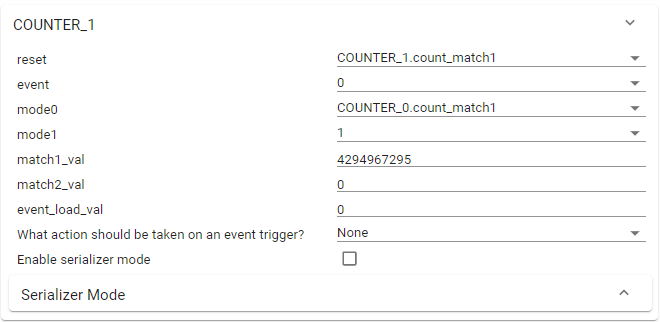 COUNTER_1
reset COUNTER_1.count_match1
event 0
mode0 COUNTER_0.count_match1
mode1 1
match1_val 4294967295
match2_val 0
event_load_val 0
What action should be taken on an event trigger? None
Enable serializer mode
Serializer Mode